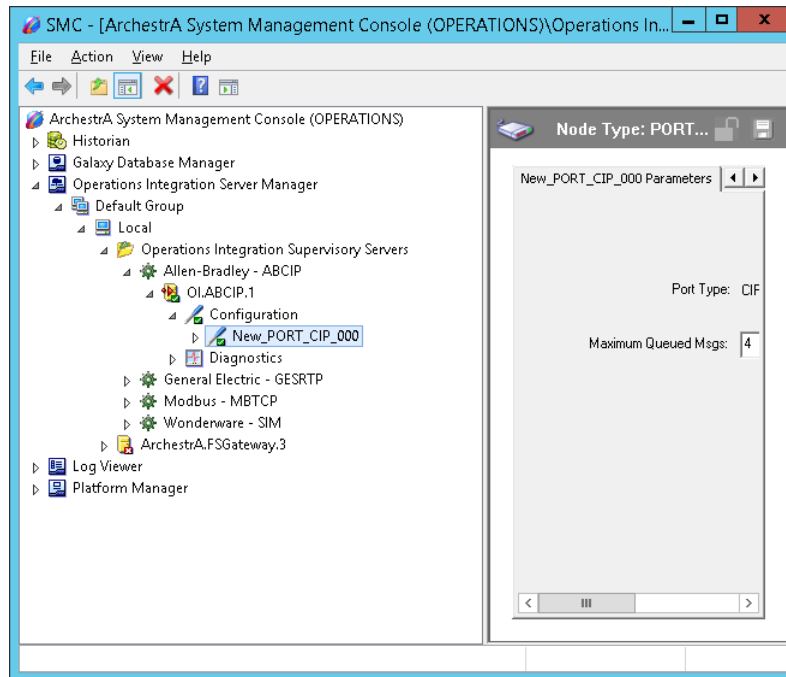 SMC - [ArchestrA System Management Console (OPERATIONS)\Operations In...
File Action View Help
ArchestrA System Management Console (OPERATIONS)
Historian
Galaxy Database Manager
Operations Integration Server Manager
Default Group
Local
Operations Integration Supervisory Servers
Allen-Bradley - ABCIP
OI.ABCIP.1
Configuration
New_PORT_CIP_000
Diagnostics
General Electric - GESRTP
Modbus - MBTCP
Wonderware - SIM
ArchestrA.FSGateway.3
Log Viewer
Platform Manager
Node Type: PORT...
New_PORT_CIP_000 Parameters
Port Type: CIP
Maximum Queued Msgs: 4